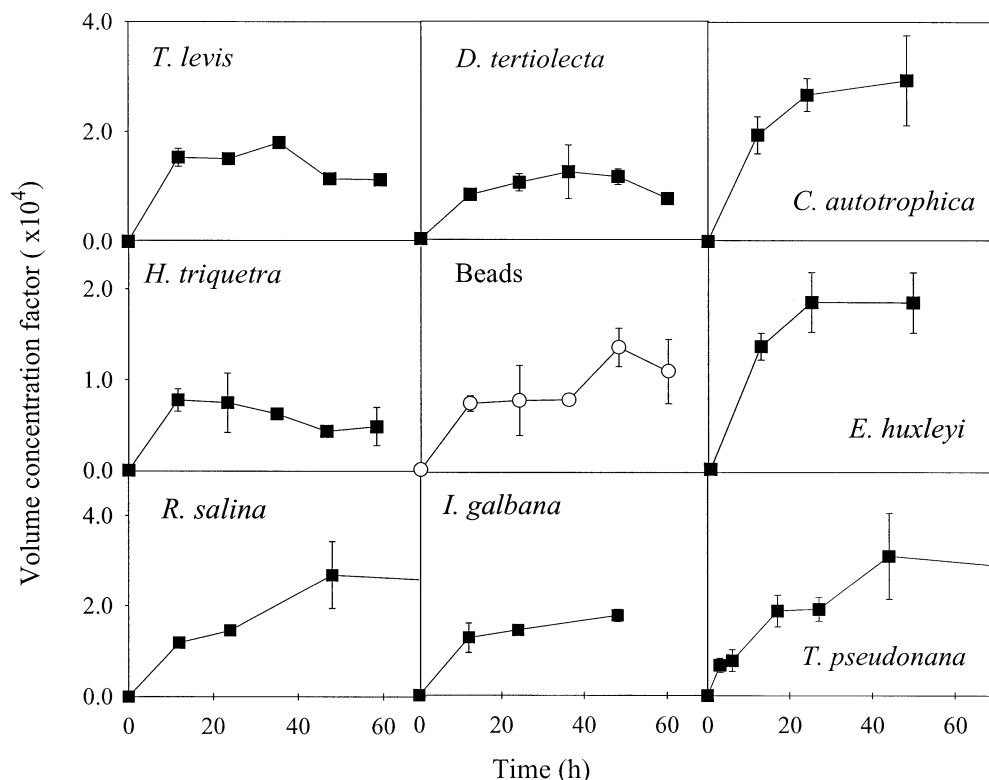 4.0
T. levis
D. tertiolecta
2.0
C. autotrophica
0.0
H. triquetra
Beads
2.0
1.0
E. huxleyi
0.0
R. salina
I. galbana
4.0
2.0
T. pseudonana
0.0
0 20 40 60 0 20 40 60 0 20 40 60
Time (h)
Volume concentration factor ( x10⁴)